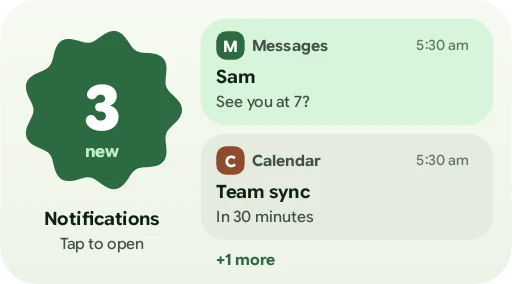 3
new
Notifications
Tap to open
M Messages 5:30 am
Sam
See you at 7?
C Calendar 5:30 am
Team sync
In 30 minutes
+1 more